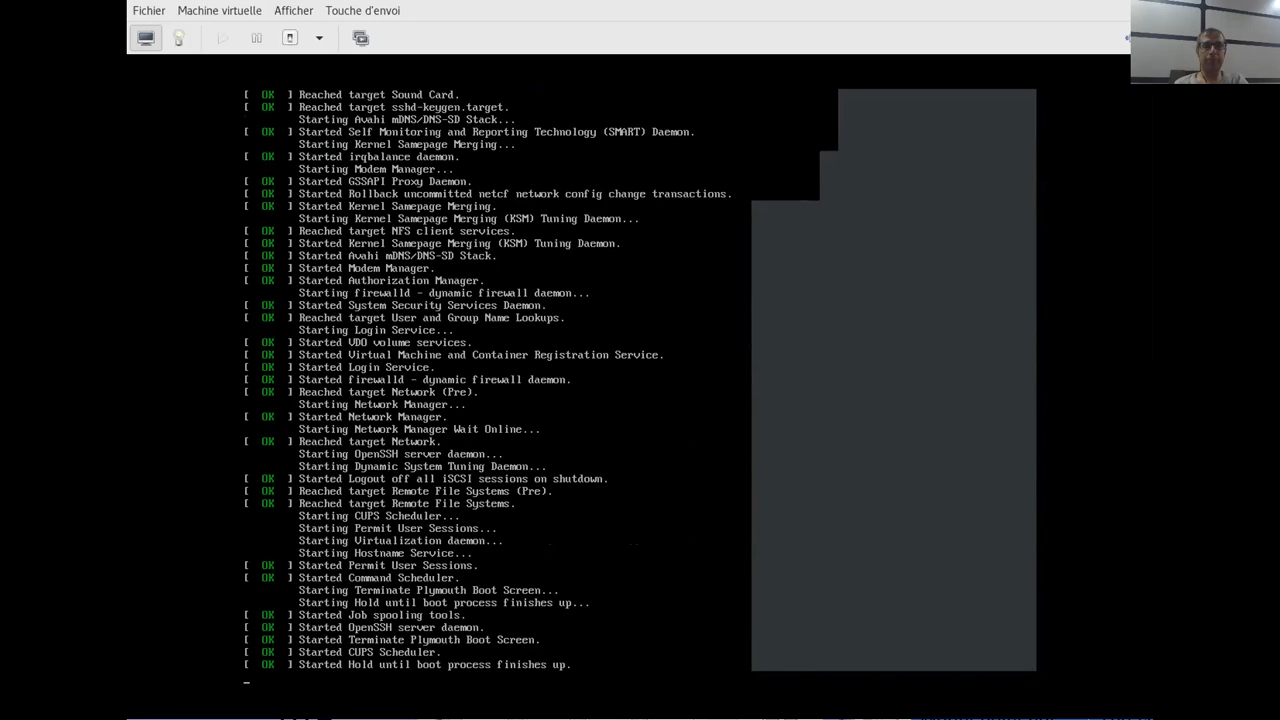 Fichier Machine virtuelle Afficher Touche d'envoi
[ OK ] Reached target Sound Card.
[ OK ] Reached target sshd-keygen.target.
Starting Avahi mDNS/DNS-SD Stack...
[ OK ] Started Self Monitoring and Reporting Technology (SMART) Daemon.
Starting Kernel Samepage Merging...
[ OK ] Started irqbalance daemon.
Starting Modem Manager...
[ OK ] Started GSSAPI Proxy Daemon.
[ OK ] Started Rollback uncommitted netcf network config change transactions.
[ OK ] Started Kernel Samepage Merging.
Starting Kernel Samepage Merging (KSM) Tuning Daemon...
[ OK ] Reached target NFS client services.
[ OK ] Started Kernel Samepage Merging (KSM) Tuning Daemon.
[ OK ] Started Avahi mDNS/DNS-SD Stack.
[ OK ] Started Modem Manager.
[ OK ] Started Authorization Manager.
Starting firewalld - dynamic firewall daemon...
[ OK ] Started System Security Services Daemon.
[ OK ] Reached target User and Group Name Lookups.
Starting Login Service...
[ OK ] Started VDO volume services.
[ OK ] Started Virtual Machine and Container Registration Service.
[ OK ] Started Login Service.
[ OK ] Started firewalld - dynamic firewall daemon.
[ OK ] Reached target Network (Pre).
Starting Network Manager...
[ OK ] Started Network Manager.
Starting Network Manager Wait Online...
[ OK ] Reached target Network.
Starting OpenSSH server daemon...
Starting Dynamic System Tuning Daemon...
[ OK ] Started Logout off all iSCSI sessions on shutdown.
[ OK ] Reached target Remote File Systems (Pre).
[ OK ] Reached target Remote File Systems.
Starting CUPS Scheduler...
Starting Permit User Sessions...
Starting Virtualization daemon...
Starting Hostname Service...
[ OK ] Started Permit User Sessions.
[ OK ] Started Command Scheduler.
Starting Terminate Plymouth Boot Screen...
Starting Hold until boot process finishes up...
[ OK ] Started Job spooling tools.
[ OK ] Started OpenSSH server daemon.
[ OK ] Started Terminate Plymouth Boot Screen.
[ OK ] Started CUPS Scheduler.
[ OK ] Started Hold until boot process finishes up.